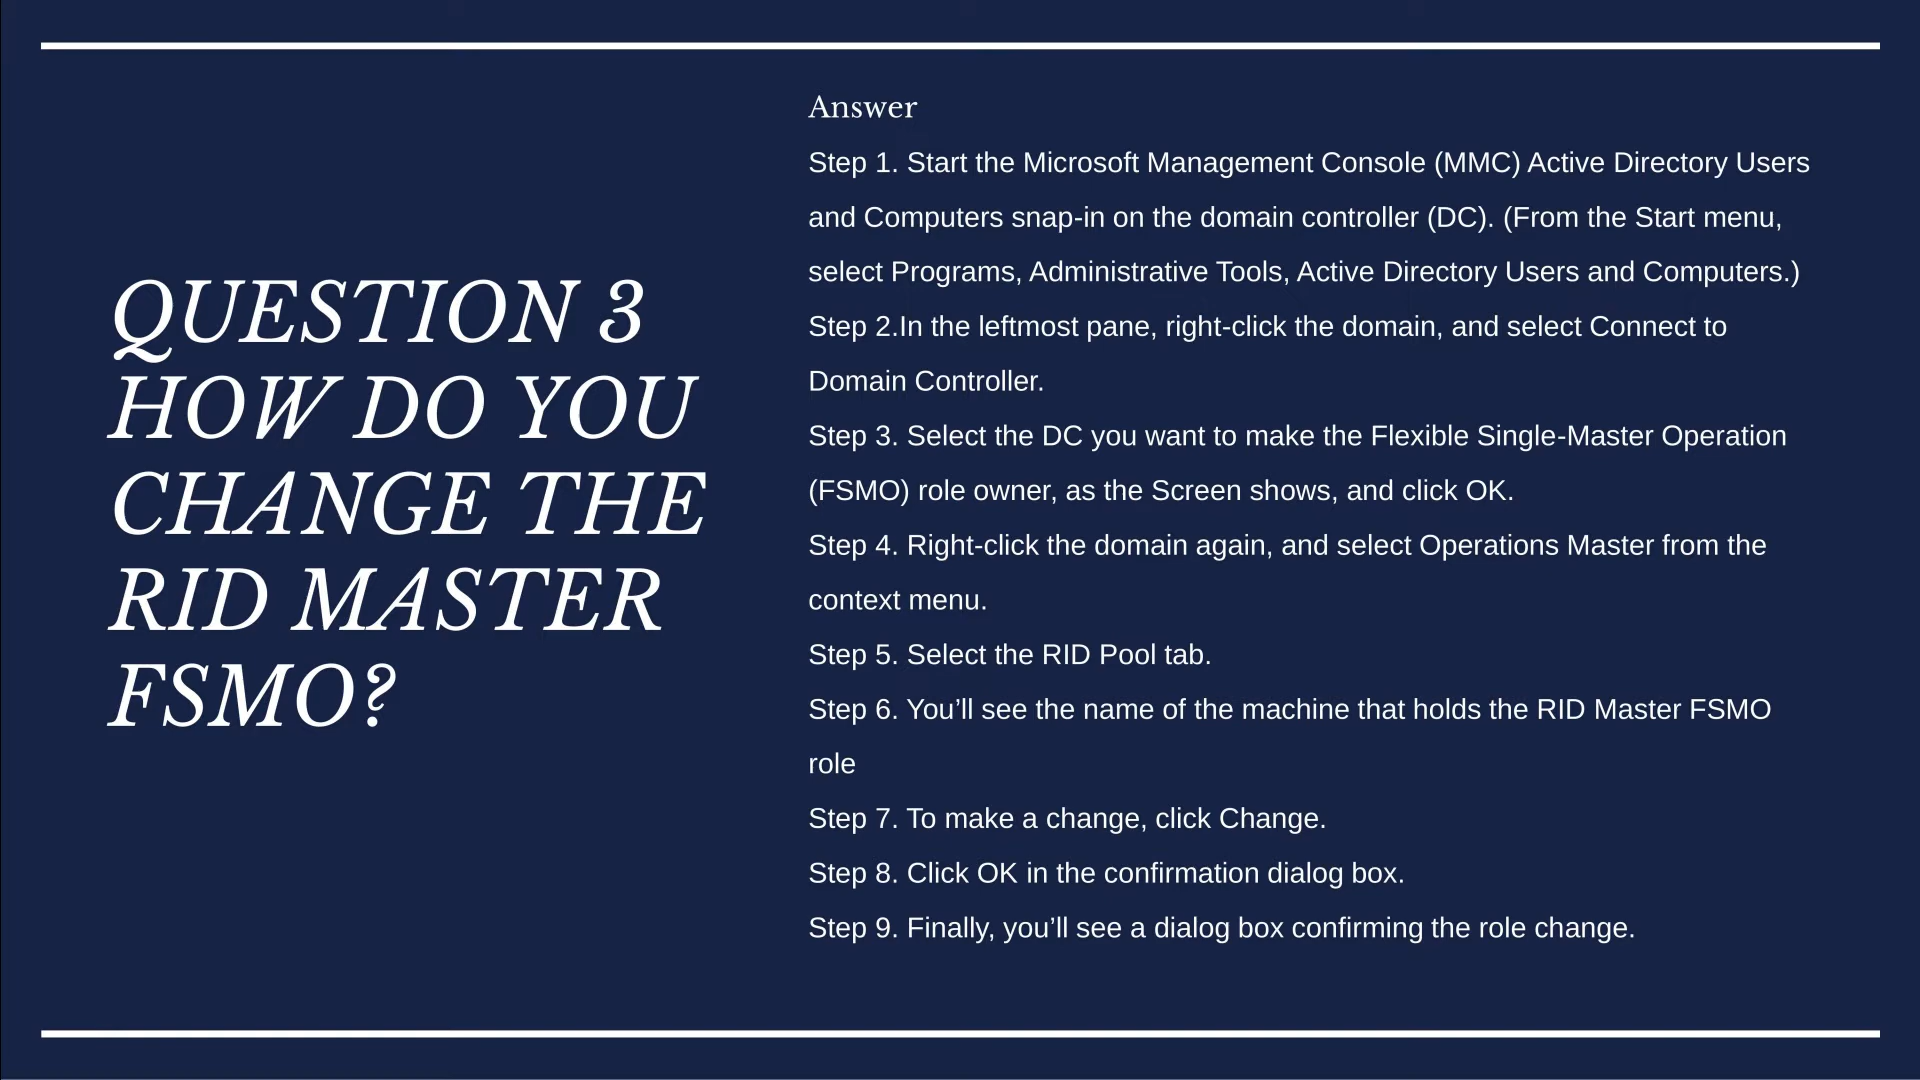 QUESTION 3
HOW DO YOU
CHANGE THE
RID MASTER
FSMO?
Answer
Step 1. Start the Microsoft Management Console (MMC) Active Directory Users
and Computers snap-in on the domain controller (DC). (From the Start menu,
select Programs, Administrative Tools, Active Directory Users and Computers.)
Step 2.In the leftmost pane, right-click the domain, and select Connect to
Domain Controller.
Step 3. Select the DC you want to make the Flexible Single-Master Operation
(FSMO) role owner, as the Screen shows, and click OK.
Step 4. Right-click the domain again, and select Operations Master from the
context menu.
Step 5. Select the RID Pool tab.
Step 6. You’ll see the name of the machine that holds the RID Master FSMO
role
Step 7. To make a change, click Change.
Step 8. Click OK in the confirmation dialog box.
Step 9. Finally, you’ll see a dialog box confirming the role change.